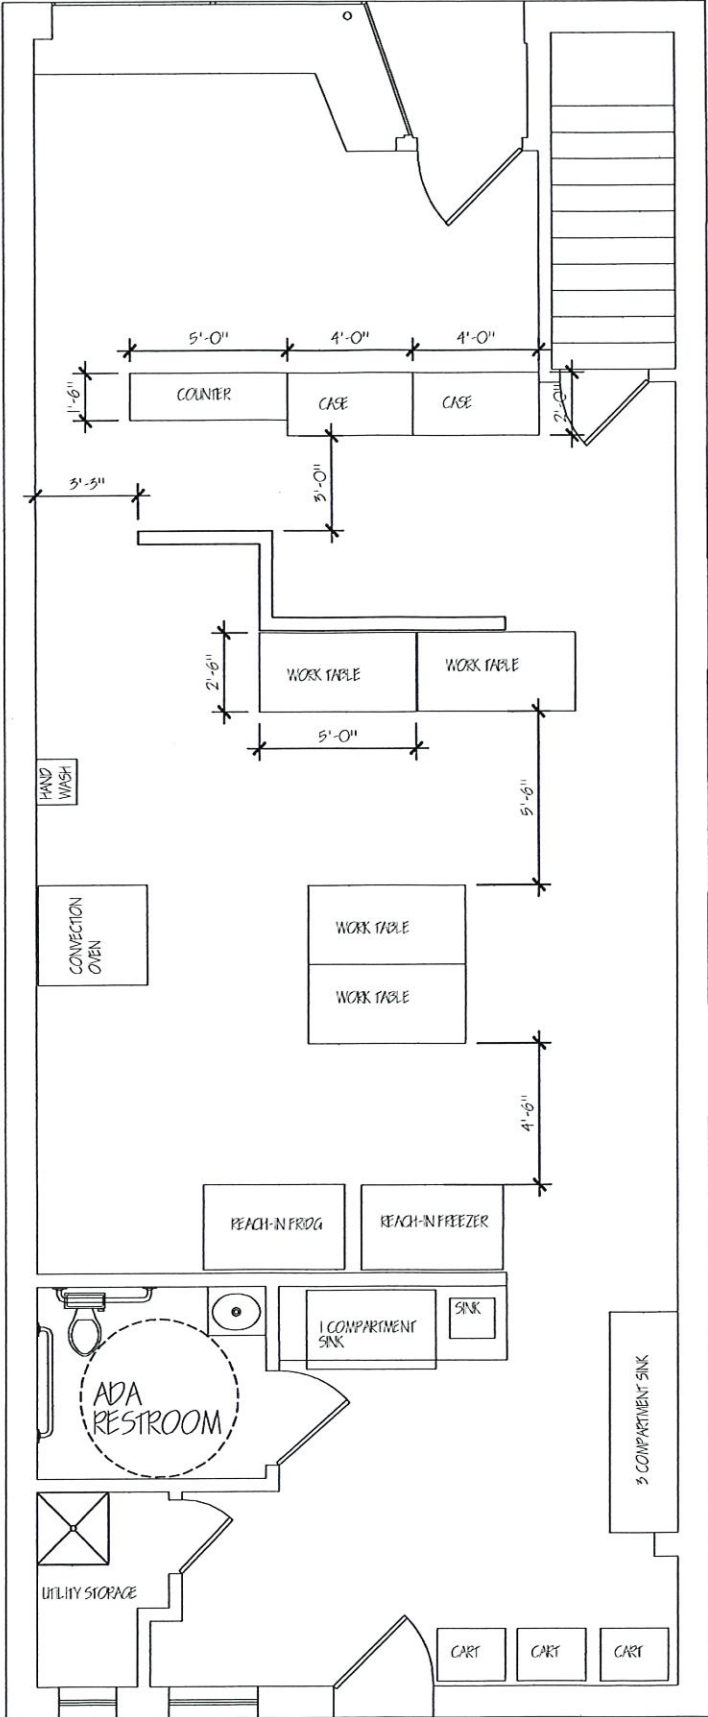 5'-0" 4'-0" 4'-0"
1'-6"
COUNTER
CASE
CASE
2'-0"
3'-3"
3'-0"
2'-6"
WORK TABLE
WORK TABLE
5'-0"
HAND
WASH
5'-6"
CONVECTION
OVEN
WORK TABLE
WORK TABLE
4'-6"
REACH-IN FRIDG
REACH-IN FREEZER
1 COMPARTMENT
SINK
SINK
ADA
RESTROOM
3 COMPARTMENT SINK
UTILITY STORAGE
CART
CART
CART